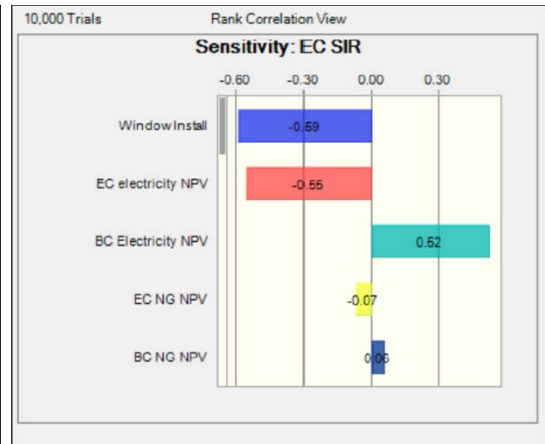 10,000 Trials Rank Correlation View
Sensitivity: EC SIR
-0.60 -0.30 0.00 0.30
Window Install -0.59
EC electricity NPV -0.55
BC Electricity NPV 0.52
EC NG NPV -0.07
BC NG NPV 0.06